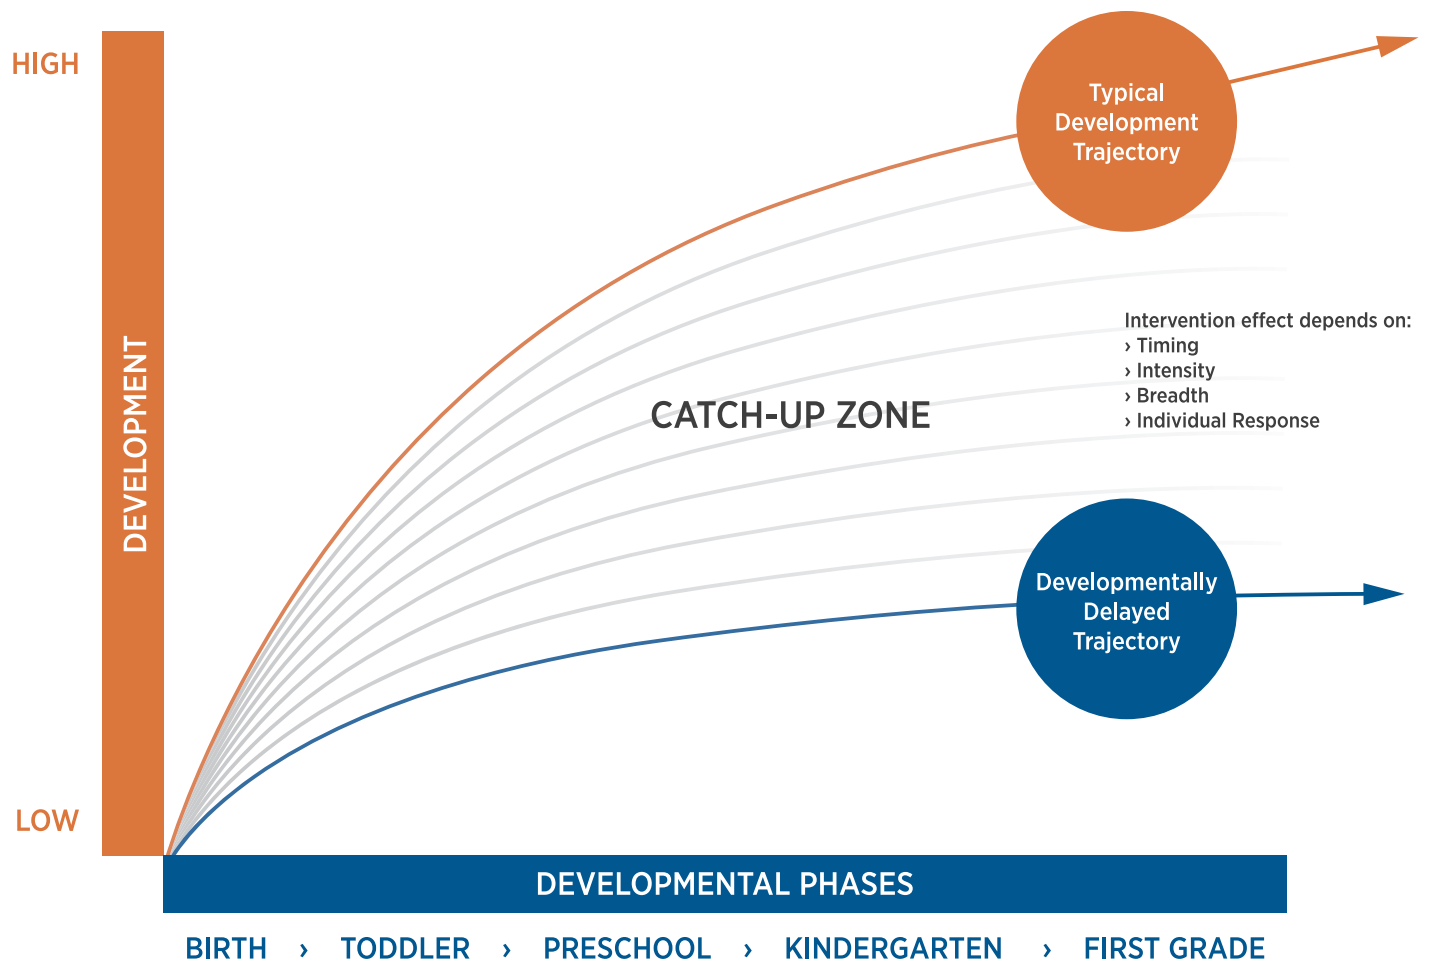 HIGH
Typical
Development
Trajectory
Intervention effect depends on:
› Timing
› Intensity
› Breadth
› Individual Response
CATCH-UP ZONE
DEVELOPMENT
Developmentally
Delayed
Trajectory
LOW
DEVELOPMENTAL PHASES
BIRTH › TODDLER › PRESCHOOL › KINDERGARTEN › FIRST GRADE